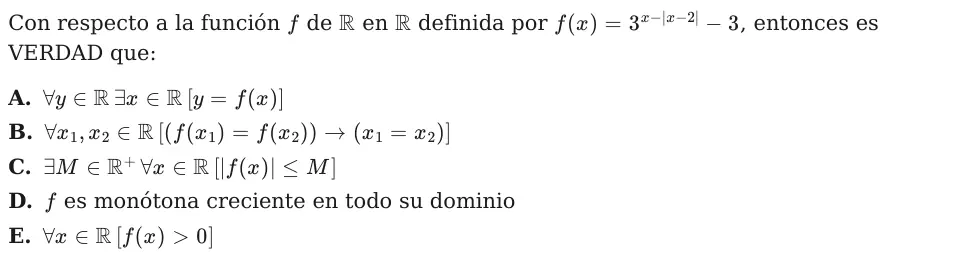 Con respecto a la función f de ℝ en ℝ definida por f(x) = 3^{x−|x−2|} − 3, entonces es
VERDAD que:
A. ∀y ∈ ℝ ∃x ∈ ℝ [y = f(x)]
B. ∀x₁, x₂ ∈ ℝ [(f(x₁) = f(x₂)) → (x₁ = x₂)]
C. ∃M ∈ ℝ⁺ ∀x ∈ ℝ [|f(x)| ≤ M]
D. f es monótona creciente en todo su dominio
E. ∀x ∈ ℝ [f(x) > 0]